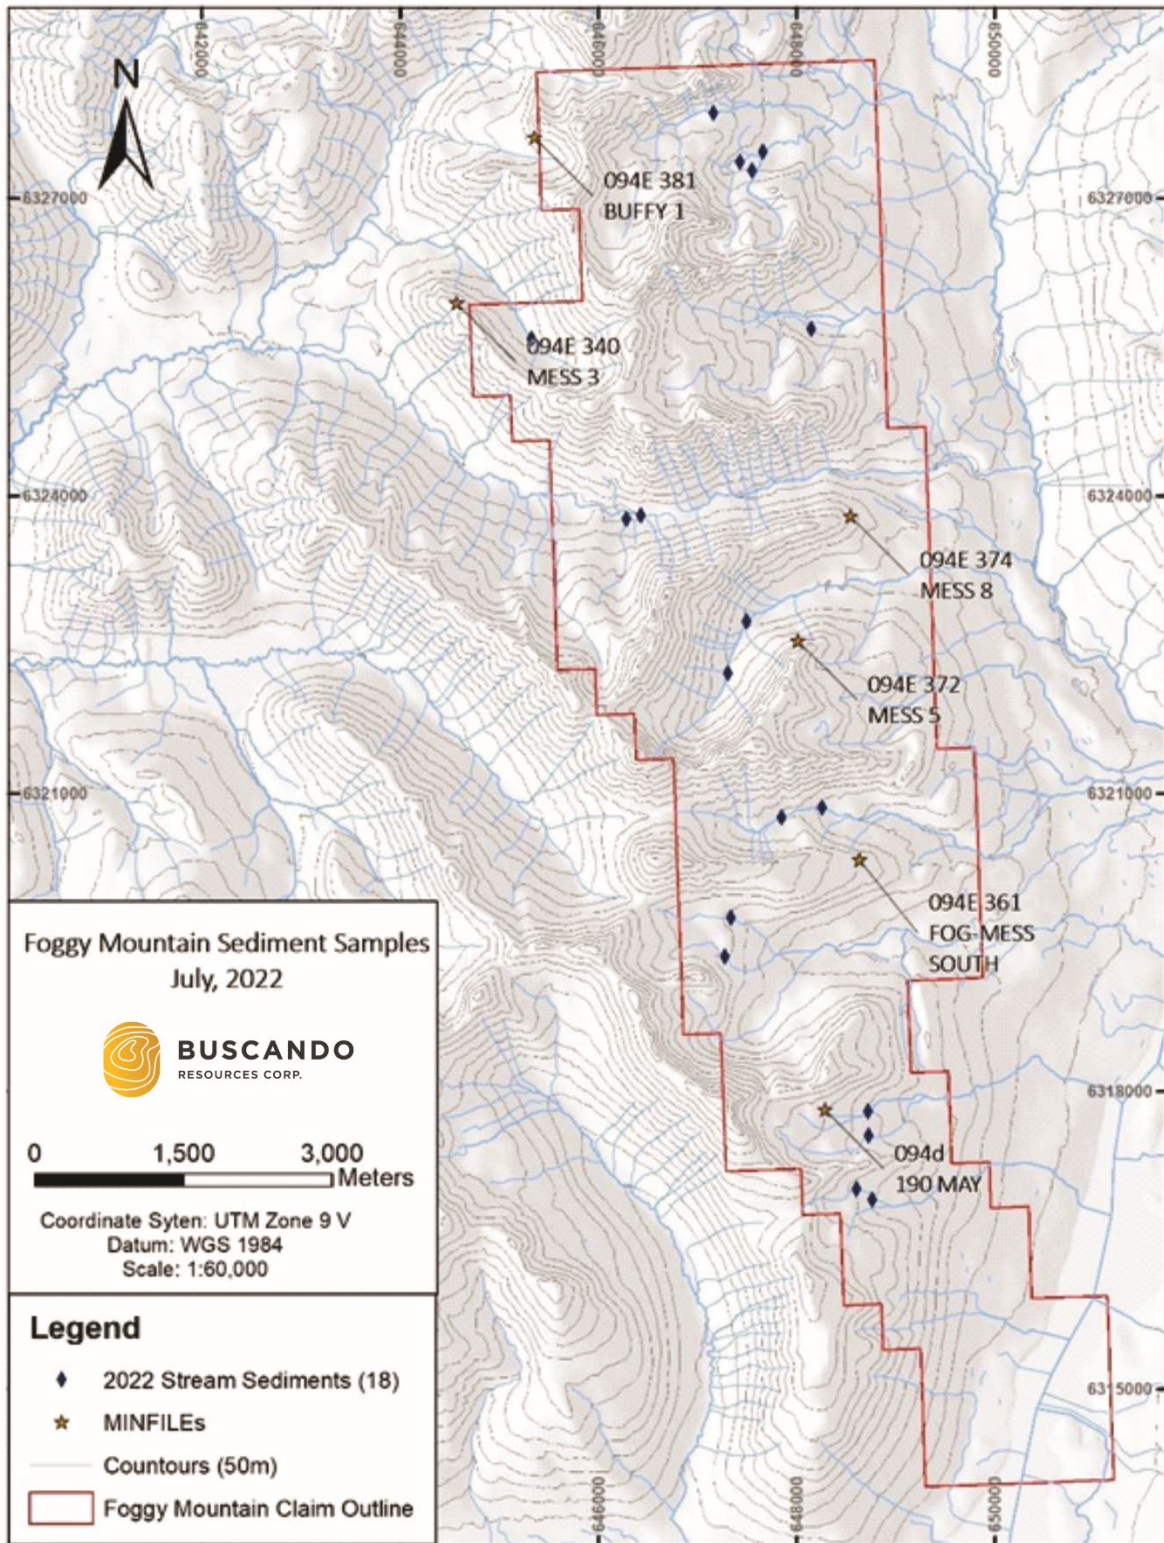 642000
644000
646000
648000
650000
N
6327000
6327000
094E 381
BUFFY 1
094E 340
MESS 3
6324000
6324000
094E 374
MESS 8
094E 372
MESS 5
6321000
6321000
094E 361
FOG-MESS
SOUTH
Foggy Mountain Sediment Samples
July, 2022
BUSCANDO
RESOURCES CORP.
6318000
0 1,500 3,000
Meters
094d
190 MAY
Coordinate Syten: UTM Zone 9 V
Datum: WGS 1984
Scale: 1:60,000
Legend
2022 Stream Sediments (18)
MINFILEs
Countours (50m)
Foggy Mountain Claim Outline
6315000
646000
648000
650000